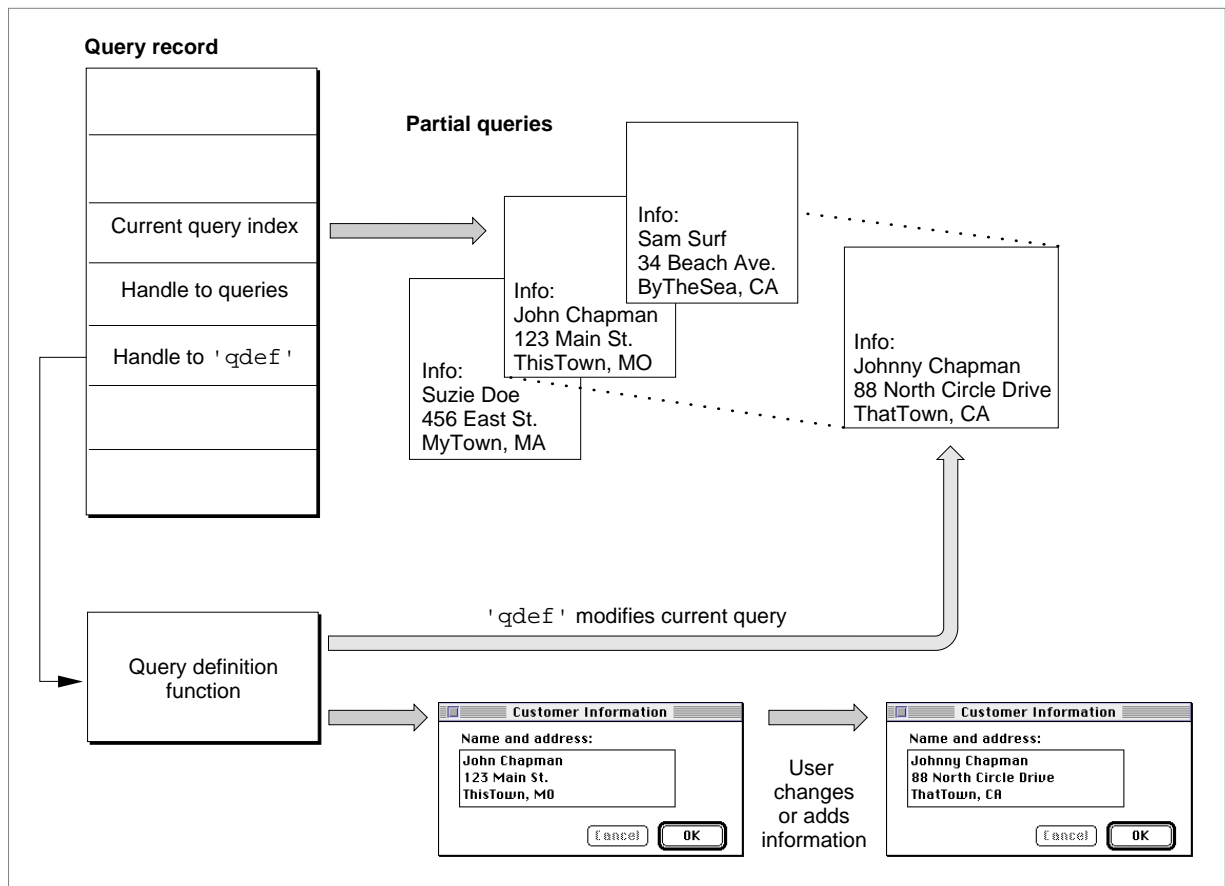 Query record
Current query index
Handle to queries
Handle to 'qdef'
Partial queries
Info:
Suzie Doe
456 East St.
MyTown, MA
Info:
John Chapman
123 Main St.
ThisTown, MO
Info:
Sam Surf
34 Beach Ave.
ByTheSea, CA
Info:
Johnny Chapman
88 North Circle Drive
ThatTown, CA
'qdef' modifies current query
Query definition
function
Customer Information
Name and address:
John Chapman
123 Main St.
ThisTown, MO
Cancel
OK
User
changes
or adds
information
Customer Information
Name and address:
Johnny Chapman
88 North Circle Drive
ThatTown, CA
Cancel
OK